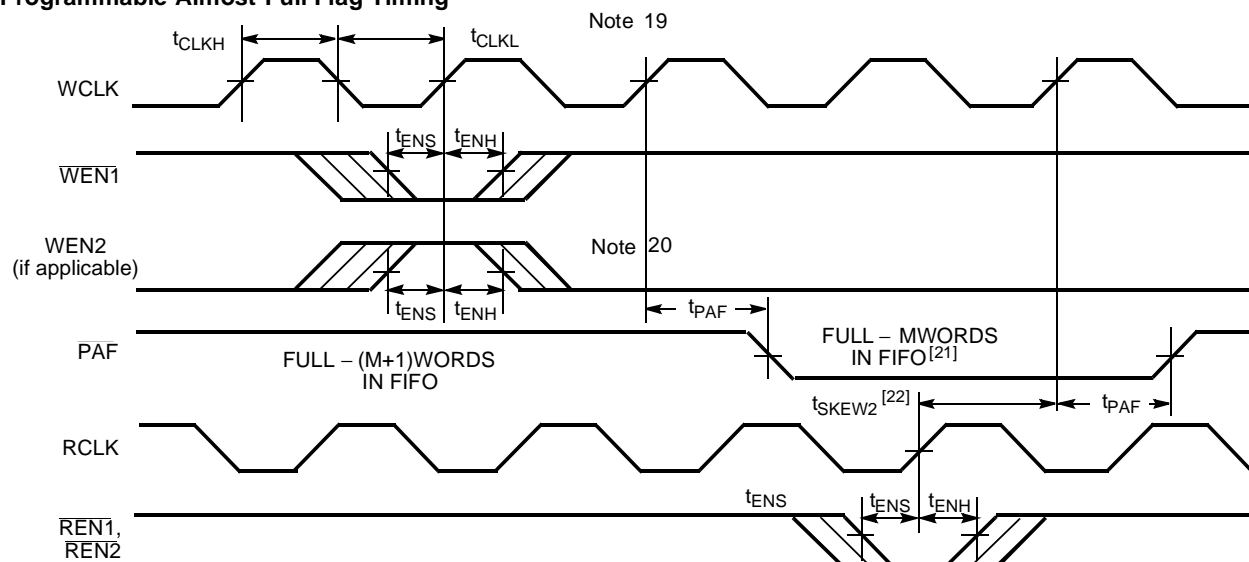 Programmable Almost Full Flag Timing
Note 19
tCLKH
tCLKL
WCLK
tENS
tENH
WEN1
WEN2
(if applicable)
Note 20
tENS
tENH
tPAF
PAF
FULL – (M+1)WORDS
IN FIFO
FULL – MWORDS
IN FIFO[21]
tSKEW2 [22]
tPAF
RCLK
tENS
tENS
tENH
REN1,
REN2